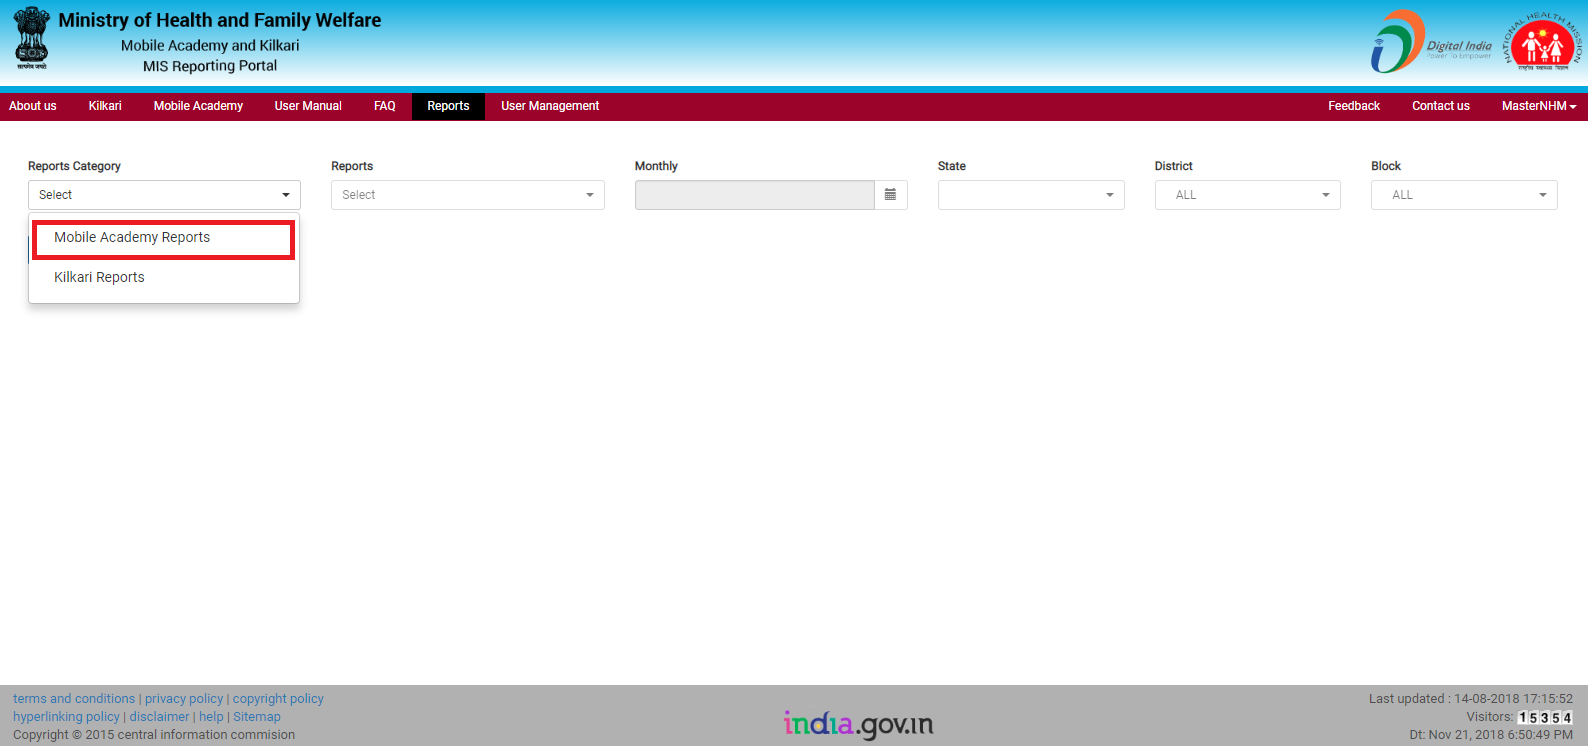 Ministry of Health and Family Welfare
Mobile Academy and Kilkari
MIS Reporting Portal
सत्यमेव जयते
Digital India
Power To Empower
NATIONAL HEALTH MISSION
राष्ट्रीय स्वास्थ्य मिशन
About us Kilkari Mobile Academy User Manual FAQ Reports User Management Feedback Contact us MasterNHM
Reports Category Reports Monthly State District Block
Select Select ALL ALL
Mobile Academy Reports
Kilkari Reports
terms and conditions | privacy policy | copyright policy
hyperlinking policy | disclaimer | help | Sitemap
Copyright © 2015 central information commision
india.gov.in
Last updated : 14-08-2018 17:15:52
Visitors: 15354
Dt: Nov 21, 2018 6:50:49 PM